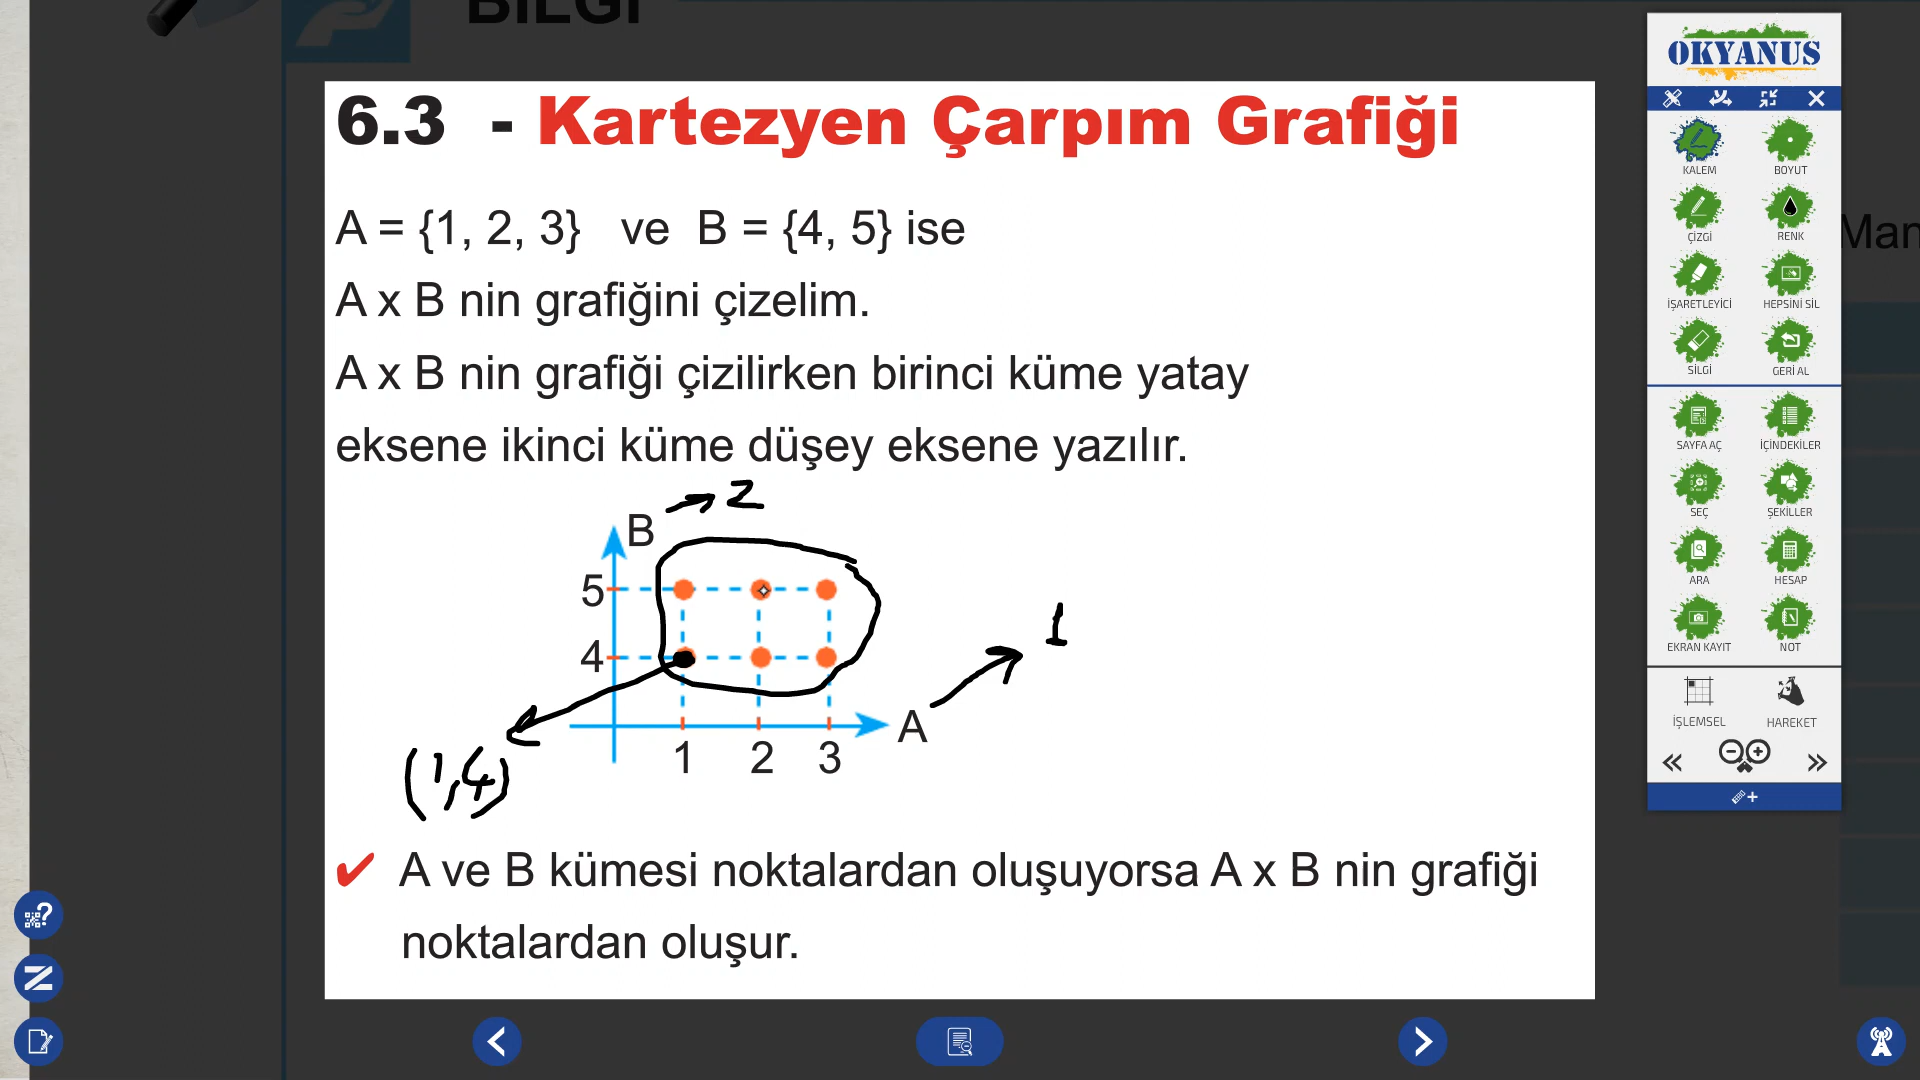 BİLGİ
6.3 - Kartezyen Çarpım Grafiği
A = {1, 2, 3} ve B = {4, 5} ise
A x B nin grafiğini çizelim.
A x B nin grafiği çizilirken birinci küme yatay
eksene ikinci küme düşey eksene yazılır.
B → 2
5
4
A → 1
1 2 3
(1,4)
✔ A ve B kümesi noktalardan oluşuyorsa A x B nin grafiği
noktalardan oluşur.
OKYANUS
KALEM BOYUT
ÇİZGİ RENK
İŞARETLEYİCİ HEPSİNİ SİL
SİLGİ GERİ AL
SAYFA AÇ İÇİNDEKİLER
SEÇ ŞEKİLLER
ARA HESAP
EKRAN KAYIT NOT
İŞLEMSEL HAREKET